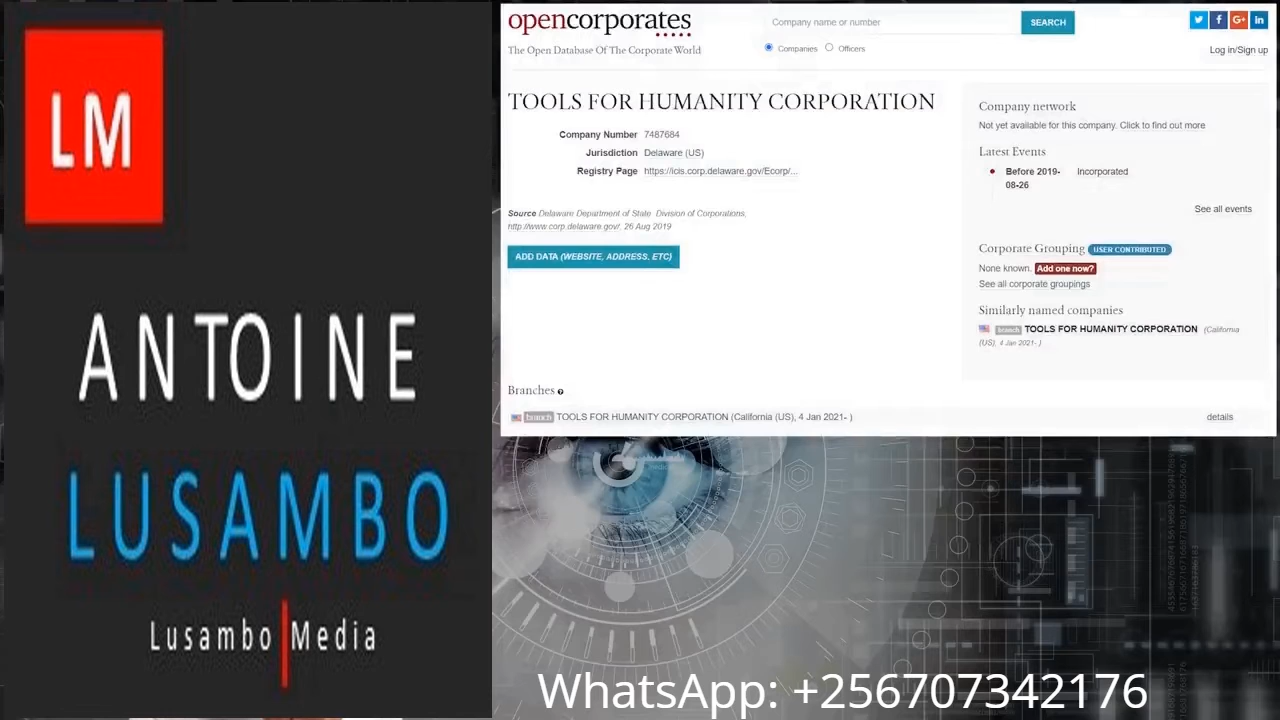 LM
ANTOINE
LUSAMBO
Lusambo Media
opencorporates
The Open Database Of The Corporate World
Company name or number
SEARCH
Companies
Officers
Log in/Sign up
TOOLS FOR HUMANITY CORPORATION
Company Number 7487684
Jurisdiction Delaware (US)
Registry Page https://icis.corp.delaware.gov/Ecorp/...
Source Delaware Department of State Division of Corporations,
http://www.corp.delaware.gov/, 26 Aug 2019
ADD DATA (WEBSITE, ADDRESS, ETC)
Company network
Not yet available for this company. Click to find out more
Latest Events
Before 2019- Incorporated
08-26
See all events
Corporate Grouping USER CONTRIBUTED
None known. Add one now?
See all corporate groupings
Similarly named companies
branch TOOLS FOR HUMANITY CORPORATION (California
(US), 4 Jan 2021- )
Branches
branch TOOLS FOR HUMANITY CORPORATION (California (US), 4 Jan 2021- ) details
WhatsApp: +256707342176